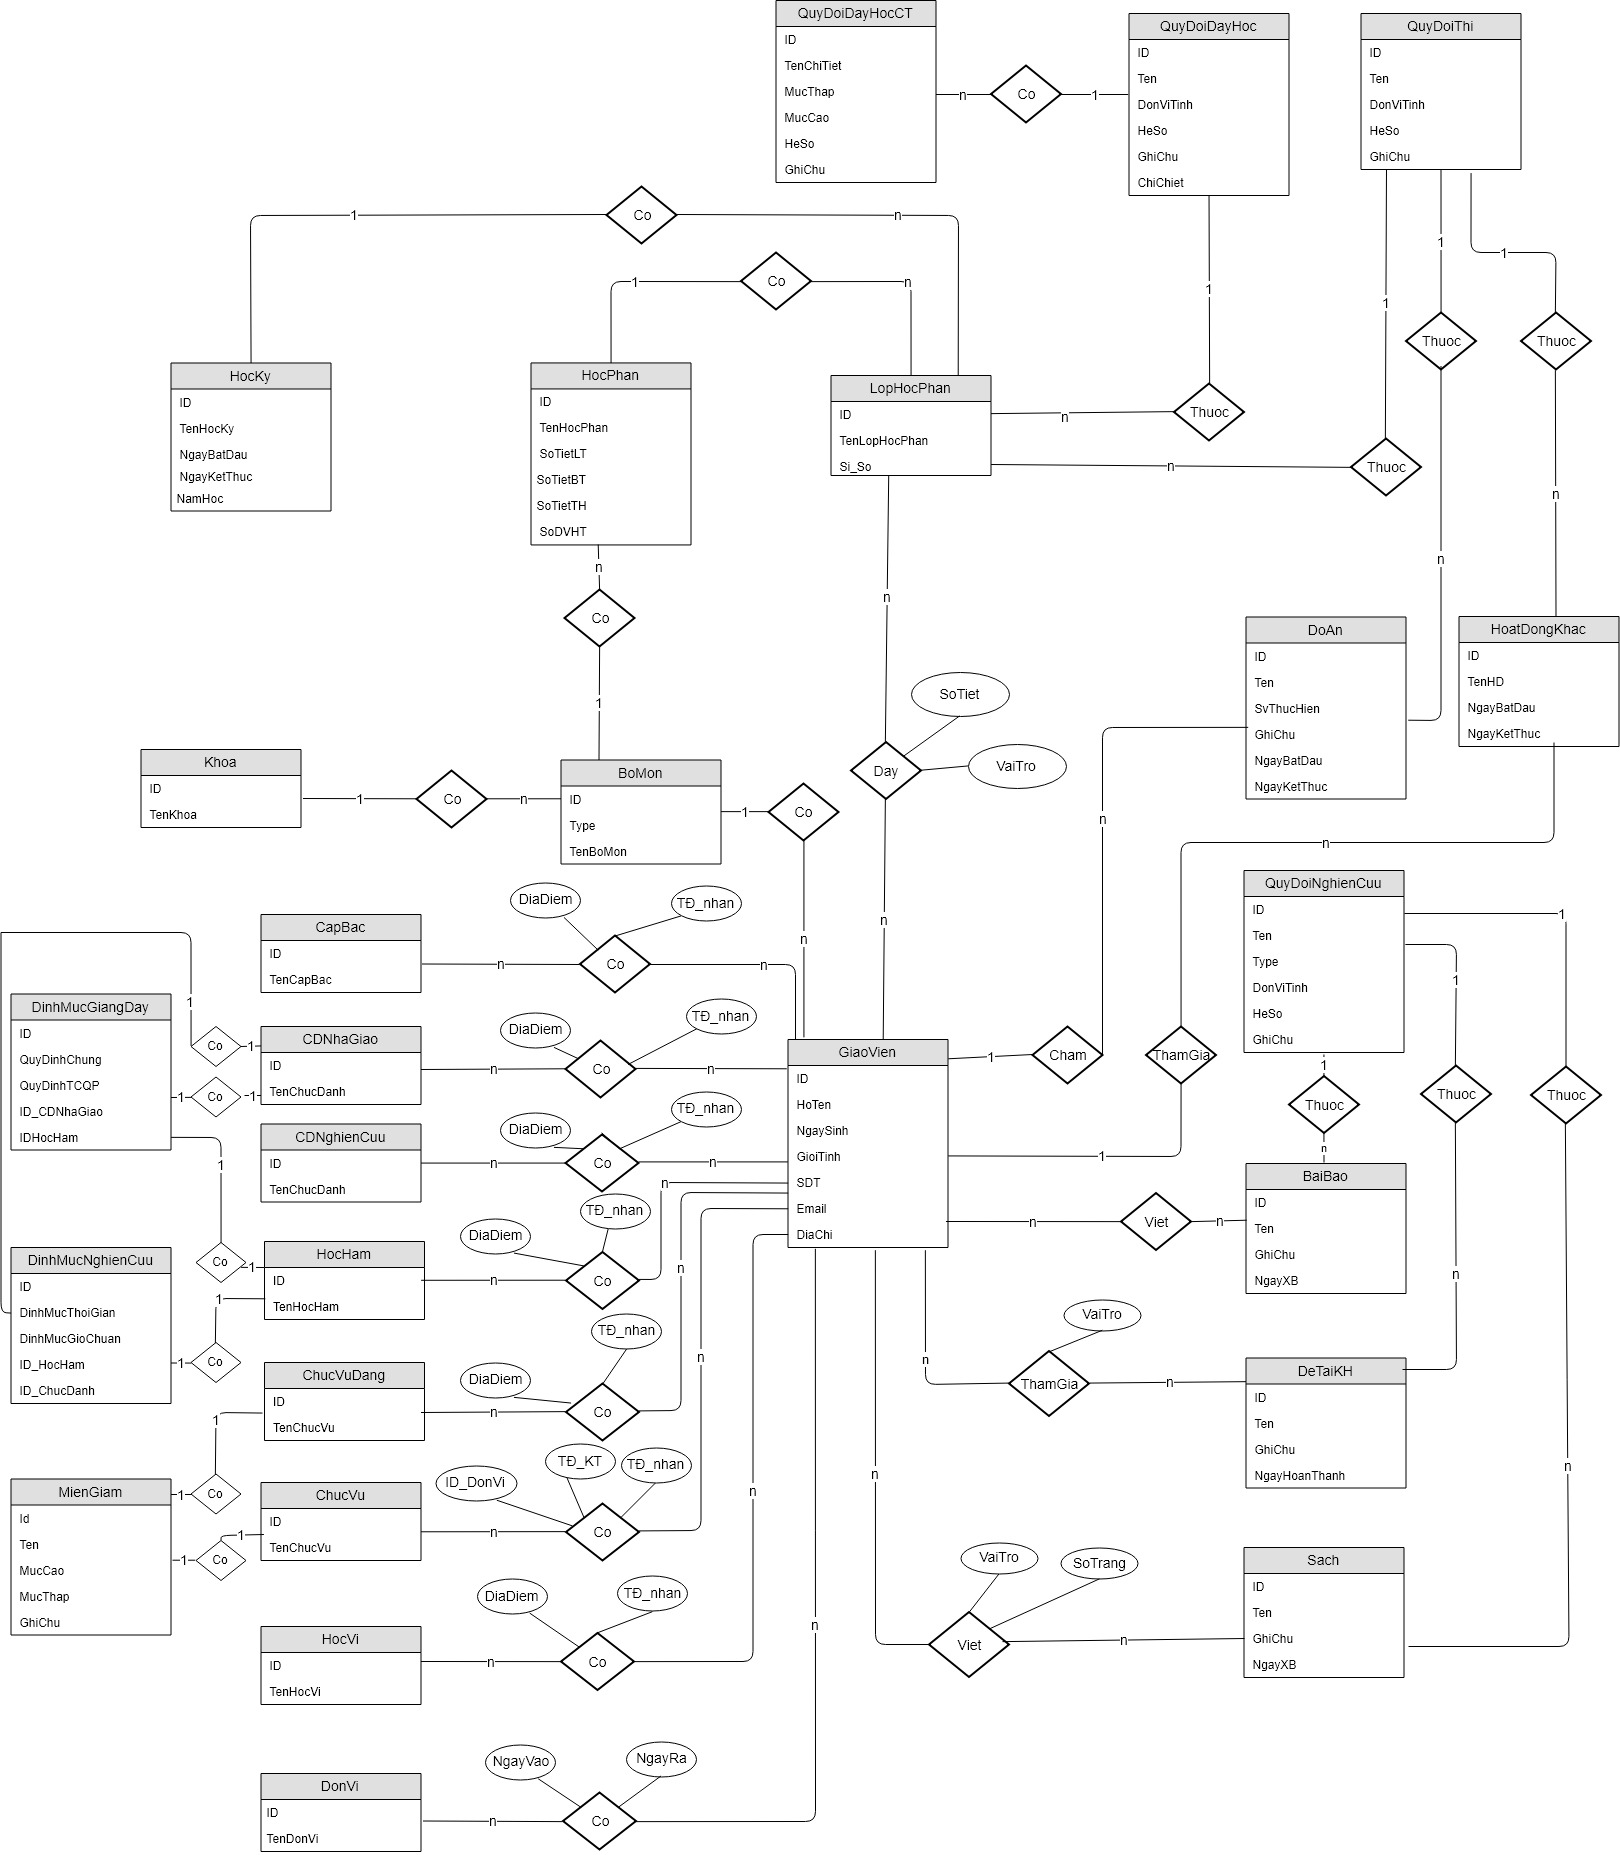 QuyDoiDayHocCT
ID
TenChiTiet
MucThap
MucCao
HeSo
GhiChu
n
Co
1
QuyDoiDayHoc
ID
Ten
DonViTinh
HeSo
GhiChu
ChiChiet
QuyDoiThi
ID
Ten
DonViTinh
HeSo
GhiChu
1
Co
n
1
Co
n
1
1
1
1
Thuoc
Thuoc
HocKy
ID
TenHocKy
NgayBatDau
NgayKetThuc
NamHoc
HocPhan
ID
TenHocPhan
SoTietLT
SoTietBT
SoTietTH
SoDVHT
LopHocPhan
ID
TenLopHocPhan
Si_So
n
Thuoc
n
Thuoc
n
n
n
Co
1
n
SoTiet
VaiTro
Day
n
DoAn
ID
Ten
SvThucHien
GhiChu
NgayBatDau
NgayKetThuc
HoatDongKhac
ID
TenHD
NgayBatDau
NgayKetThuc
Khoa
ID
TenKhoa
1
Co
n
BoMon
ID
Type
TenBoMon
1
Co
n
n
n
CapBac
ID
TenCapBac
n
DiaDiem
TĐ_nhan
Co
n
QuyDoiNghienCuu
ID
Ten
Type
DonViTinh
HeSo
GhiChu
1
1
1
Thuoc
Thuoc
Thuoc
n
n
n
DinhMucGiangDay
ID
QuyDinhChung
QuyDinhTCQP
ID_CDNhaGiao
IDHocHam
1
Co
1
1
Co
1
1
Co
1
CDNhaGiao
ID
TenChucDanh
n
DiaDiem
TĐ_nhan
Co
n
CDNghienCuu
ID
TenChucDanh
n
DiaDiem
TĐ_nhan
Co
n
GiaoVien
ID
HoTen
NgaySinh
GioiTinh
SDT
Email
DiaChi
1
Cham
ThamGia
1
n
Viet
n
BaiBao
ID
Ten
GhiChu
NgayXB
DinhMucNghienCuu
ID
DinhMucThoiGian
DinhMucGioChuan
ID_HocHam
ID_ChucDanh
1
Co
1
HocHam
ID
TenHocHam
n
DiaDiem
TĐ_nhan
Co
n
ChucVuDang
ID
TenChucVu
n
DiaDiem
TĐ_nhan
Co
n
n
VaiTro
ThamGia
n
DeTaiKH
ID
Ten
GhiChu
NgayHoanThanh
MienGiam
Id
Ten
MucCao
MucThap
GhiChu
1
Co
1
1
Co
1
ChucVu
ID
TenChucVu
n
ID_DonVi
TĐ_KT
TĐ_nhan
Co
n
n
VaiTro
SoTrang
Viet
n
Sach
ID
Ten
GhiChu
NgayXB
HocVi
ID
TenHocVi
n
DiaDiem
TĐ_nhan
Co
n
DonVi
ID
TenDonVi
n
NgayVao
NgayRa
Co
n